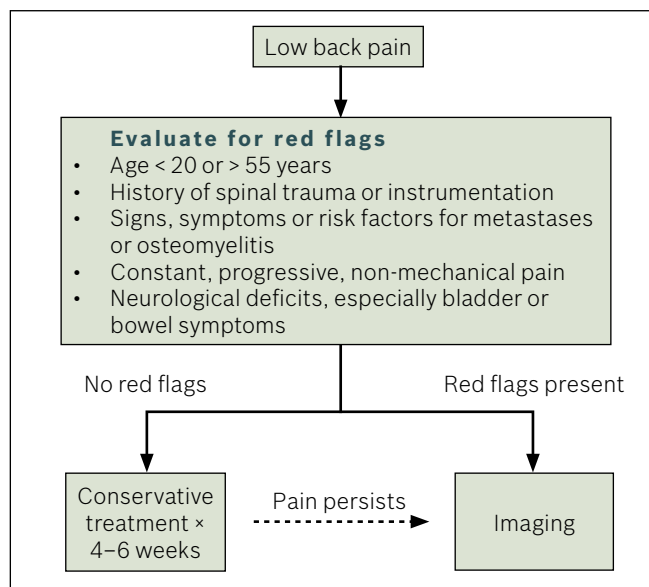 Low back pain
Evaluate for red flags
• Age < 20 or > 55 years
• History of spinal trauma or instrumentation
• Signs, symptoms or risk factors for metastases
or osteomyelitis
• Constant, progressive, non-mechanical pain
• Neurological deficits, especially bladder or
bowel symptoms
No red flags
Red flags present
Conservative
treatment ×
4–6 weeks
Pain persists
Imaging